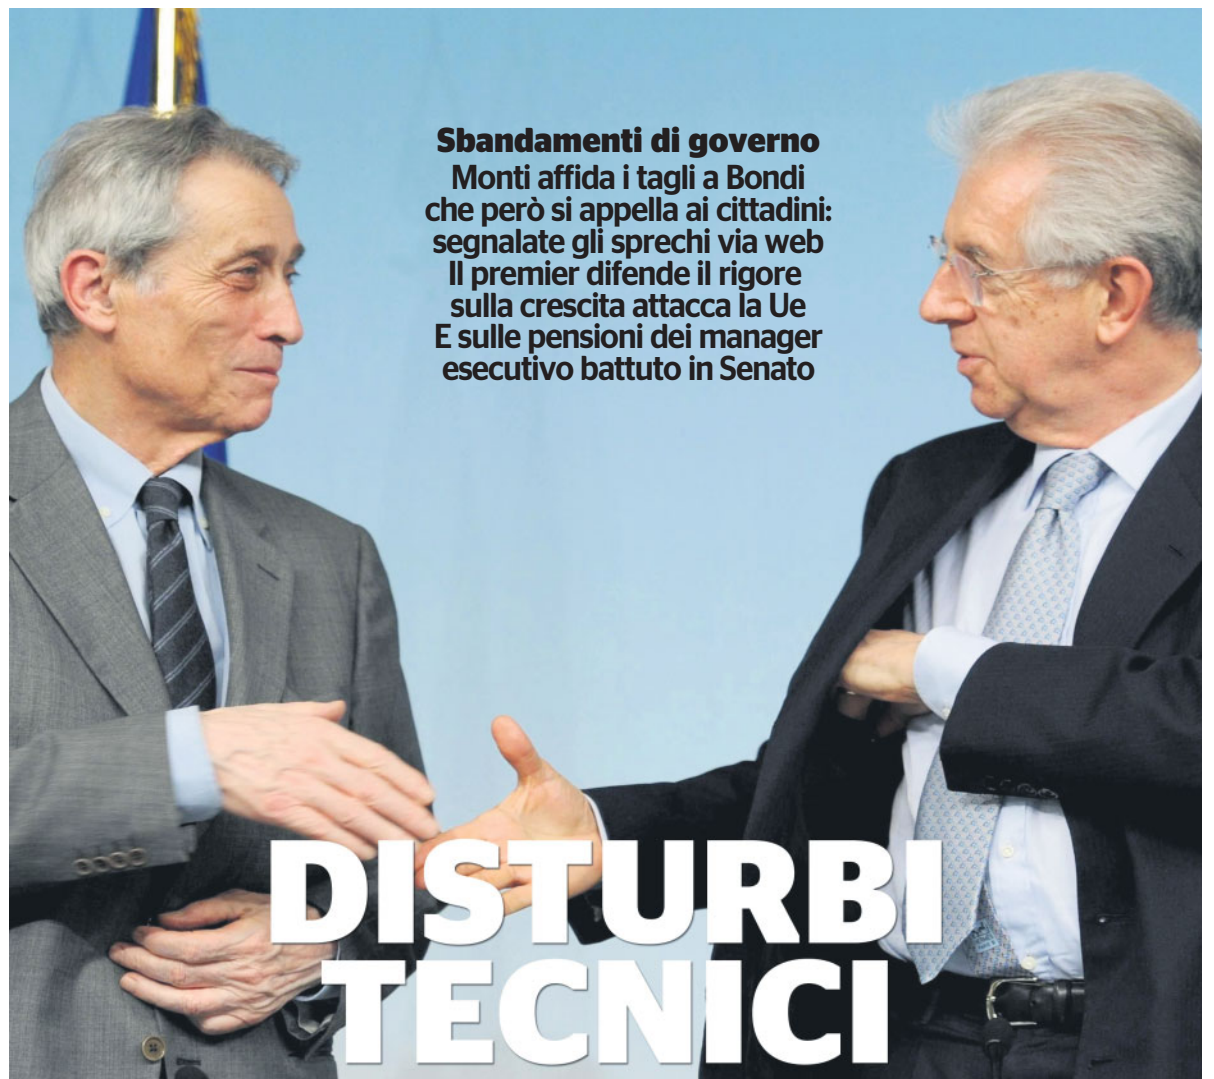 Sbandamenti di governo
Monti affida i tagli a Bondi
che però si appella ai cittadini:
segnalate gli sprechi via web
Il premier difende il rigore
sulla crescita attacca la Ue
E sulle pensioni dei manager
esecutivo battuto in Senato
DISTURBI
TECNICI